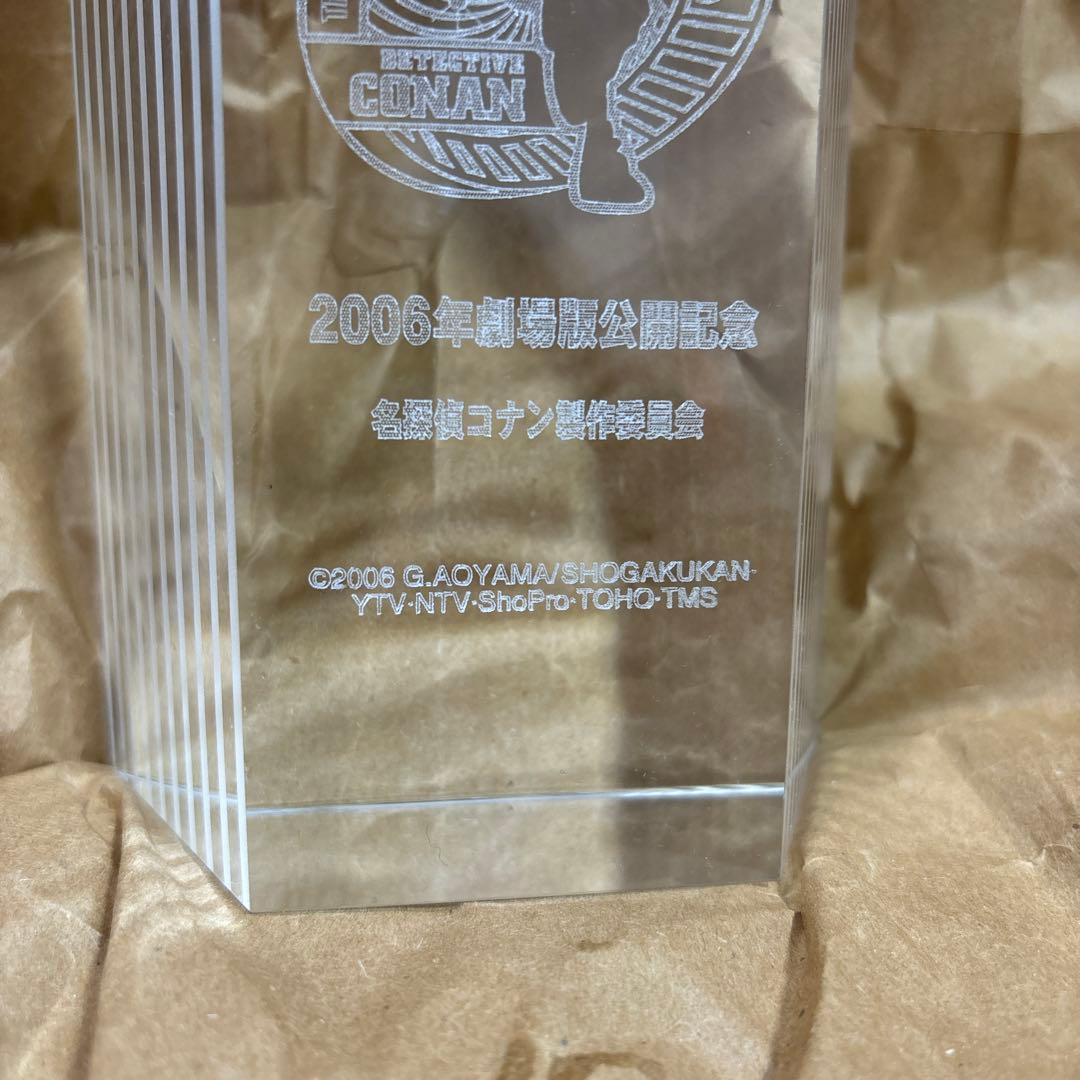 DETECTIVE
CONAN
2006年劇場版公開記念
名探偵コナン製作委員会
©2006 G.AOYAMA/SHOGAKUKAN·
YTV·NTV·ShoPro·TOHO·TMS